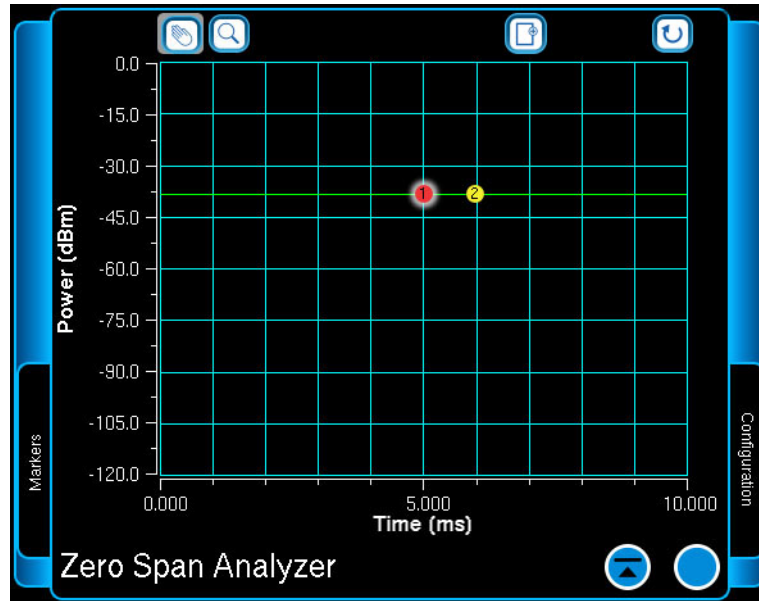 0.0
-15.0
-30.0
-45.0
-60.0
-75.0
-90.0
-105.0
-120.0
Power (dBm)
1
2
0.000
5.000
10.000
Time (ms)
Markers
Configuration
Zero Span Analyzer